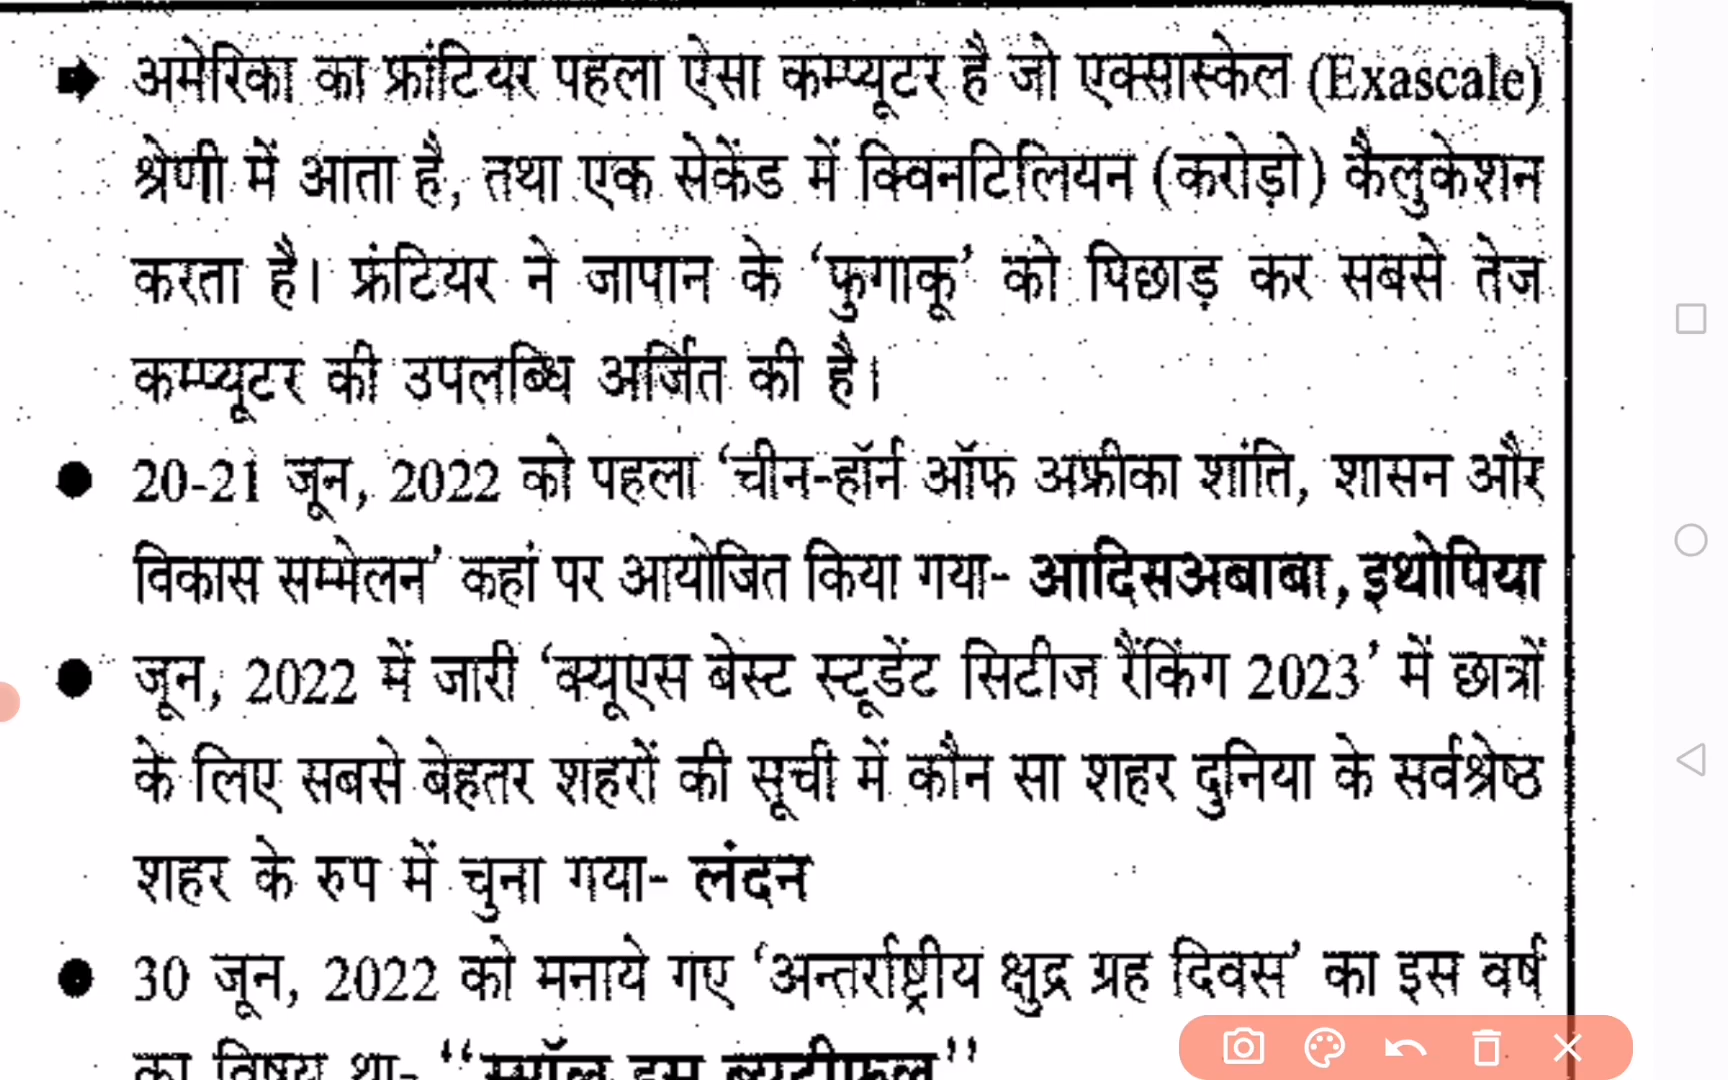 अमेरिका का फ्रांटियर पहला ऐसा कम्प्यूटर है जो एक्सास्केल (Exascale)
श्रेणी में आता है, तथा एक सेकेंड में क्विनटिलियन (करोड़ो) कैलुकेशन
करता है। फ्रंटियर ने जापान के ‘फुगाकू’ को पिछाड़ कर सबसे तेज
कम्प्यूटर की उपलब्धि अर्जित की है।
20-21 जून, 2022 को पहला ‘चीन-हॉर्न ऑफ अफ्रीका शांति, शासन और
विकास सम्मेलन’ कहां पर आयोजित किया गया- आदिसअबाबा, इथोपिया
जून, 2022 में जारी ‘क्यूएस बेस्ट स्टूडेंट सिटीज रैंकिंग 2023’ में छात्रों
के लिए सबसे बेहतर शहरों की सूची में कौन सा शहर दुनिया के सर्वश्रेष्ठ
शहर के रुप में चुना गया- लंदन
30 जून, 2022 को मनाये गए ‘अन्तर्राष्ट्रीय क्षुद्र ग्रह दिवस’ का इस वर्ष
का विषय था- “स्मॉल इस ब्यूटीफुल”